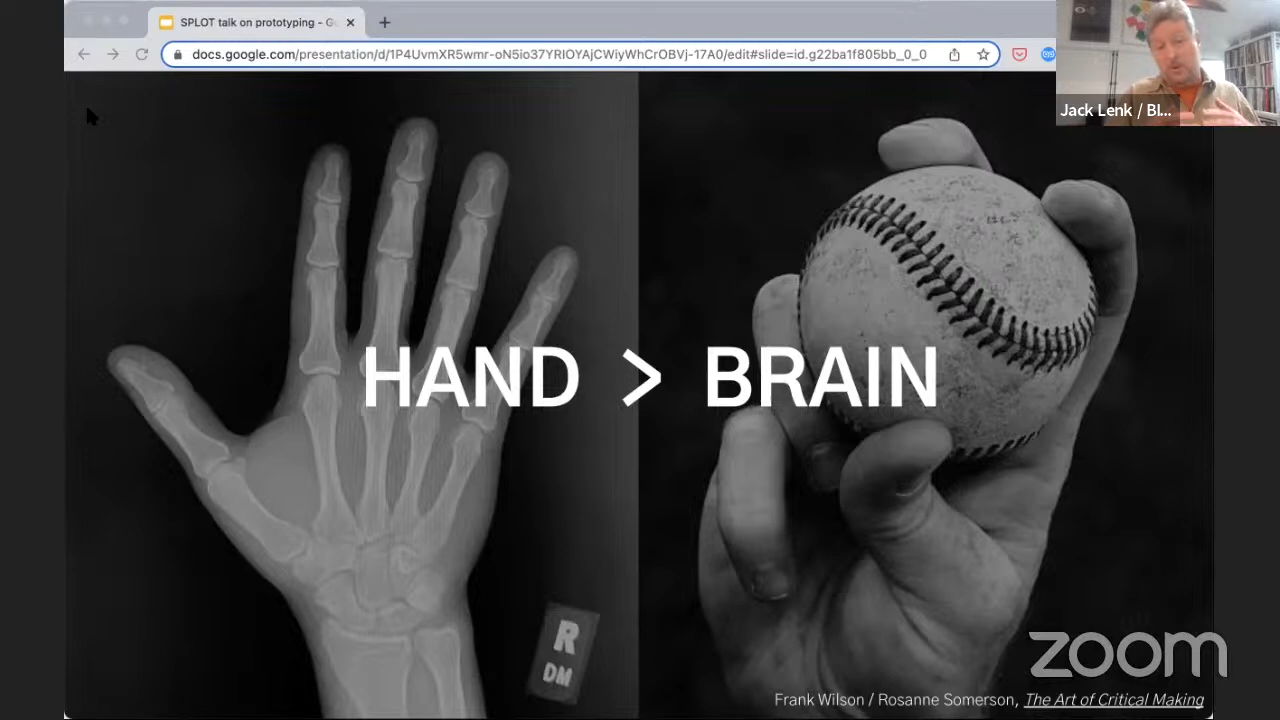 SPLOT talk on prototyping - G
docs.google.com/presentation/d/1P4UvmXR5wmr-oN5io37YRIOYAjCWiyWhCrOBVj-17A0/edit#slide=id.g22ba1f805bb_0_0
Jack Lenk / Bl...
HAND > BRAIN
R
DM
zoom
Frank Wilson / Rosanne Somerson, The Art of Critical Making